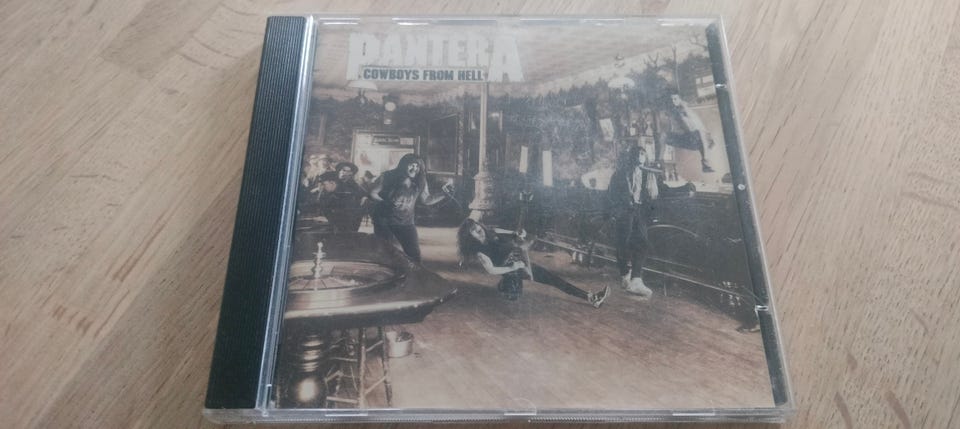 PANTERA
COWBOYS FROM HELL